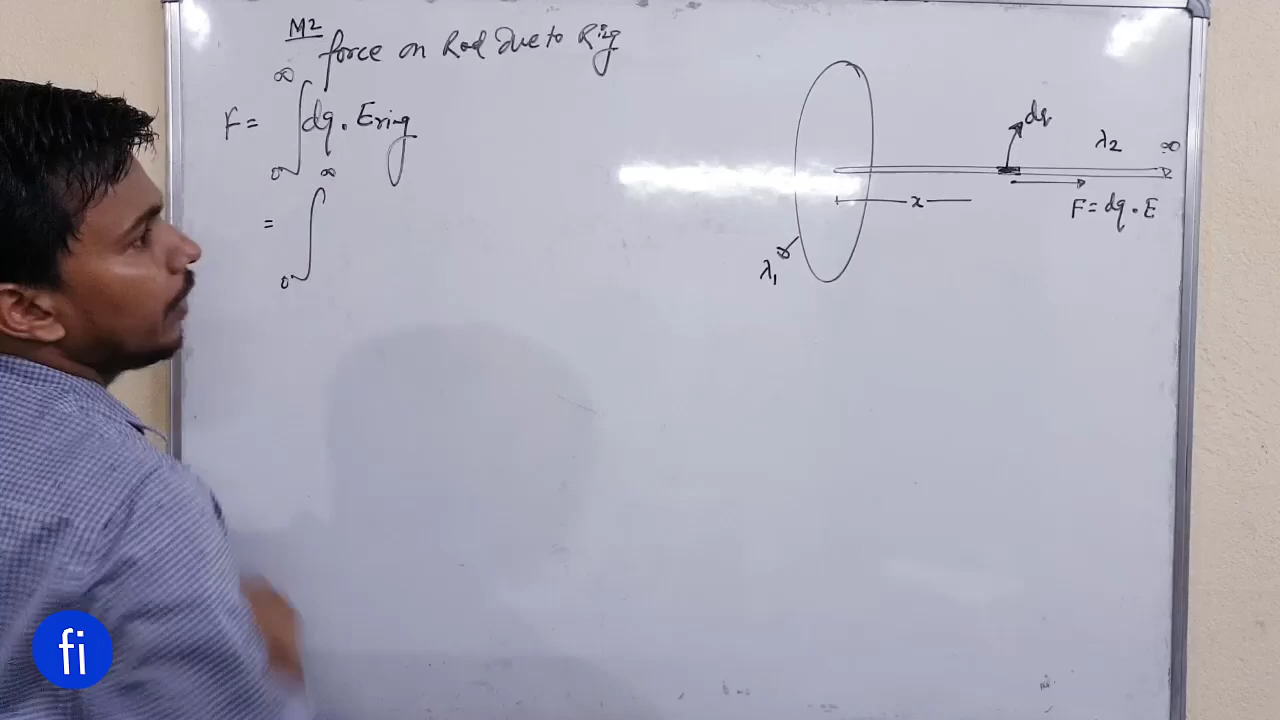 M2
force on Rod Due to Ring
F = ∫₀^∞ dq . Ering
= ∫₀^∞
dq
λ2
∞
x
F = dq . E
λ1
fi